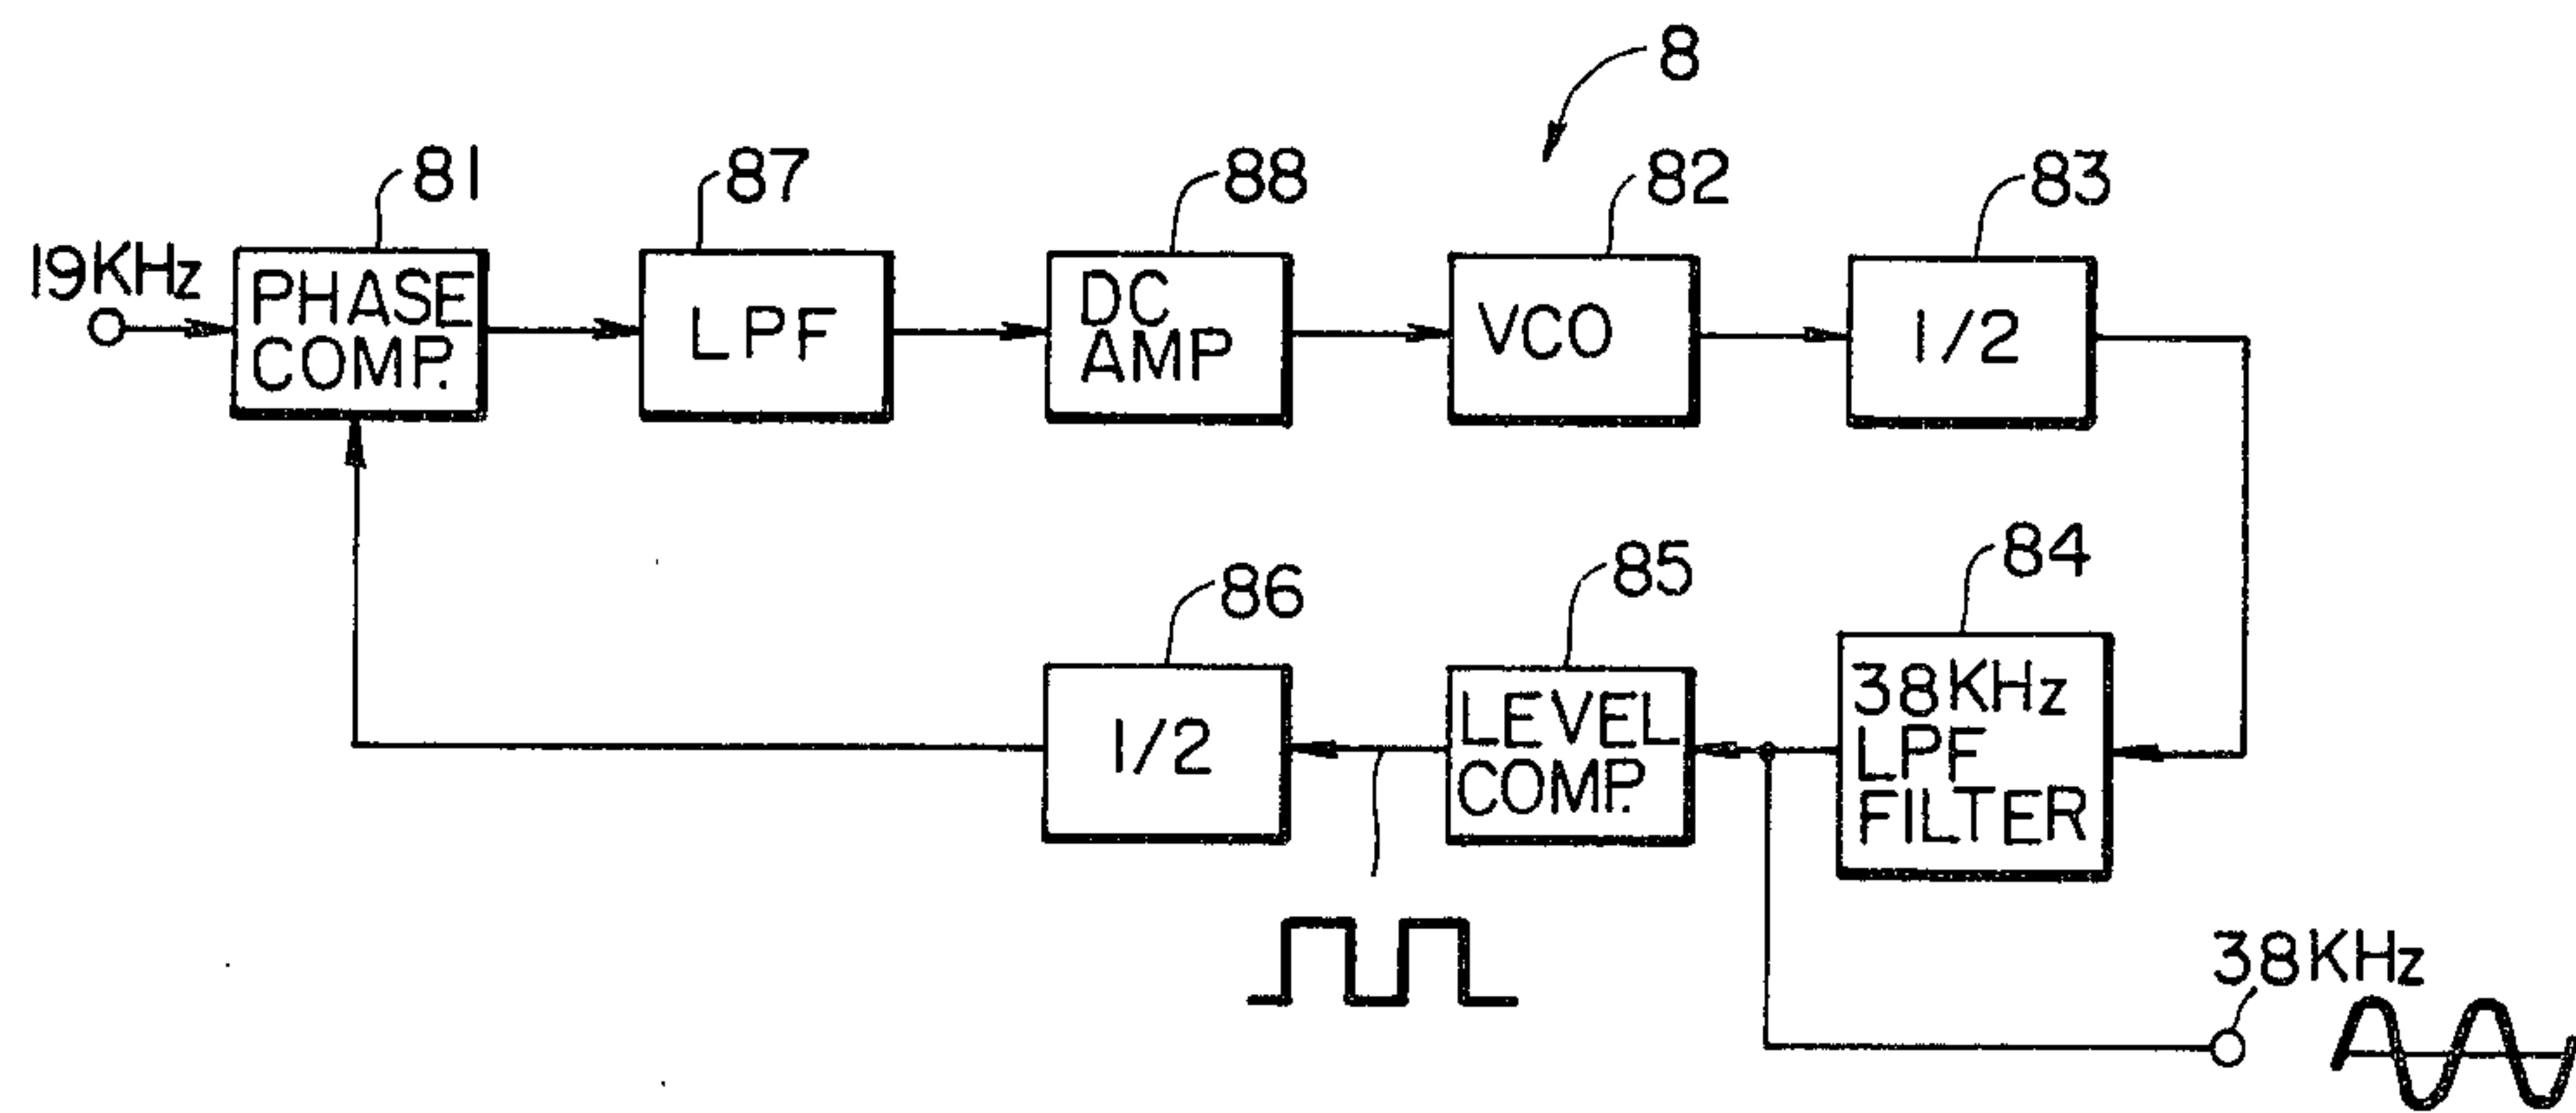 8
81
87
88
82
83
19KHz
PHASE
COMP.
LPF
DC
AMP
VCO
1/2
86
85
84
1/2
LEVEL
COMP.
38KHz
LPF
FILTER
38KHz